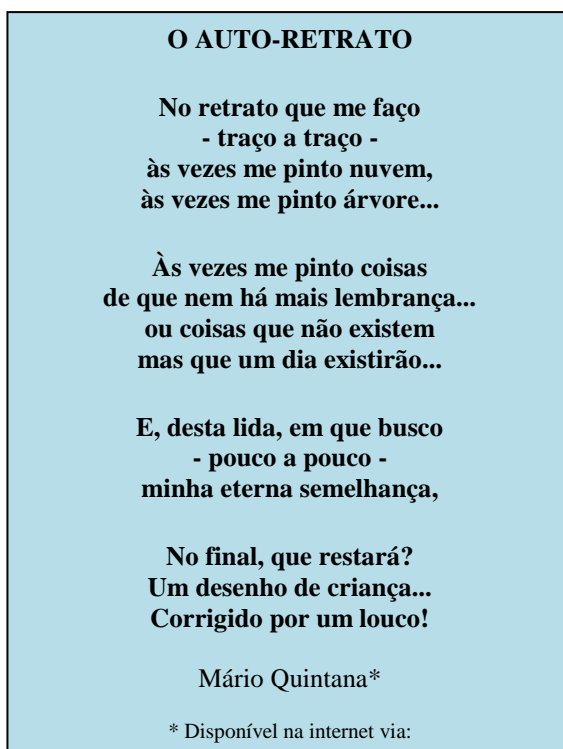 O AUTO-RETRATO
No retrato que me faço
- traço a traço -
às vezes me pinto nuvem,
às vezes me pinto árvore...
Às vezes me pinto coisas
de que nem há mais lembrança...
ou coisas que não existem
mas que um dia existirão...
E, desta lida, em que busco
- pouco a pouco -
minha eterna semelhança,
No final, que restará?
Um desenho de criança...
Corrigido por um louco!
Mário Quintana*
* Disponível na internet via: